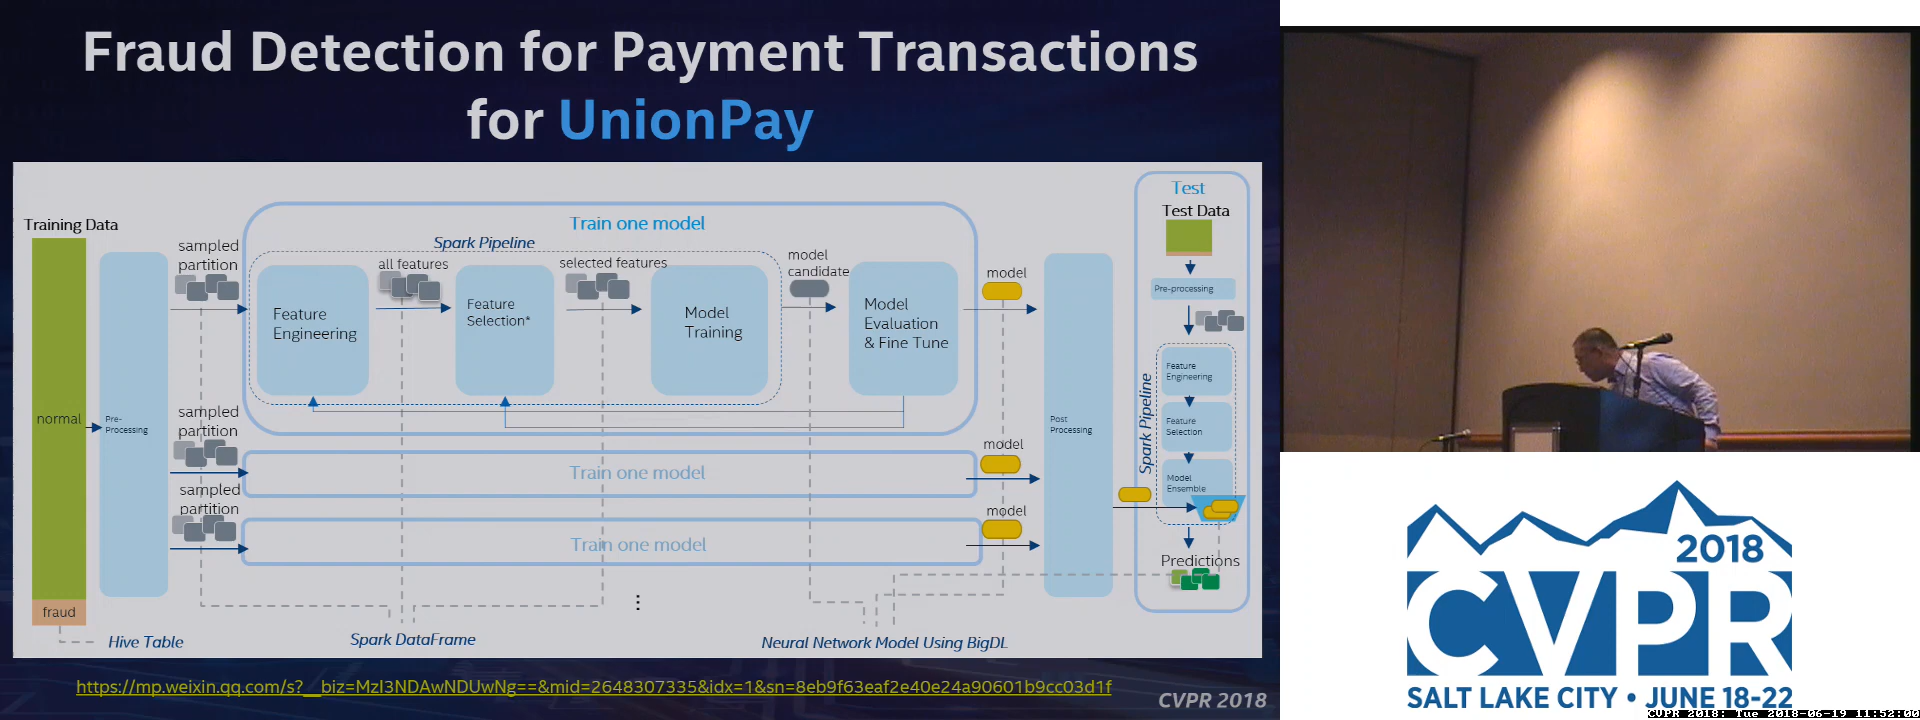 Fraud Detection for Payment Transactions
for UnionPay
Training Data
normal
fraud
Hive Table
Pre-
Processing
sampled
partition
sampled
partition
sampled
partition
Train one model
Spark Pipeline
Feature
Engineering
all features
Feature
Selection*
selected features
Model
Training
model
candidate
Model
Evaluation
& Fine Tune
model
Train one model
model
Train one model
model
Spark DataFrame
Neural Network Model Using BigDL
Post
Processing
Test
Test Data
Pre-processing
Spark Pipeline
Feature
Engineering
Feature
Selection
Model
Ensemble
Predictions
https://mp.weixin.qq.com/s?__biz=MzI3NDAwNDUwNg==&mid=2648307335&idx=1&sn=8eb9f63eaf2e40e24a90601b9cc03d1f
CVPR 2018
2018
CVPR
SALT LAKE CITY • JUNE 18-22
CVPR 2018: Tue 2018-06-19 11:52:00